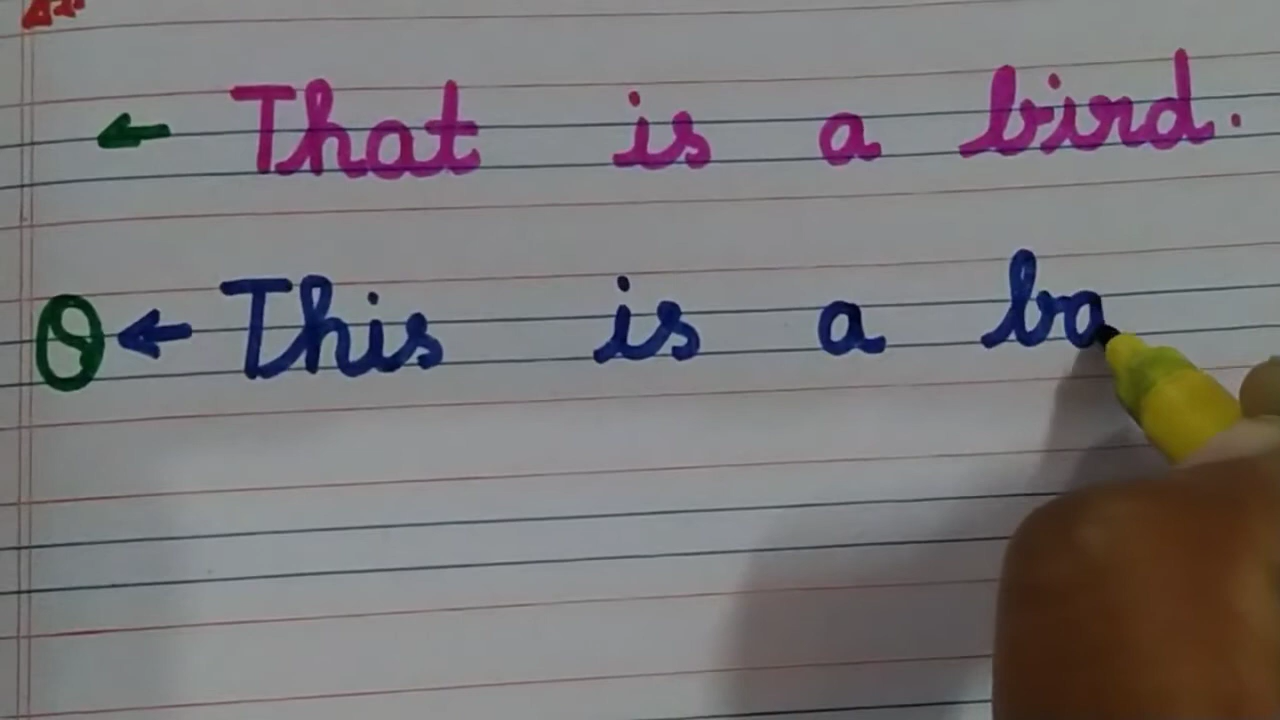 ← That is a bird.
← This is a ba